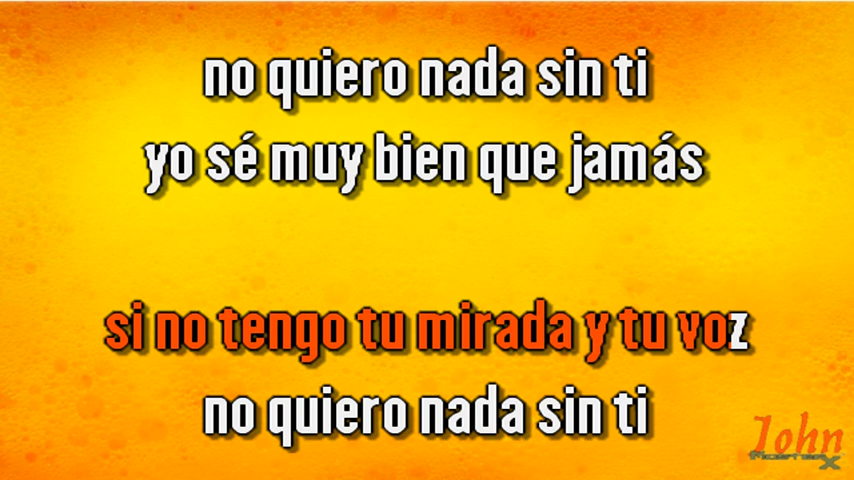 no quiero nada sin ti
yo sé muy bien que jamás
si no tengo tu mirada y tu voz
no quiero nada sin ti
John